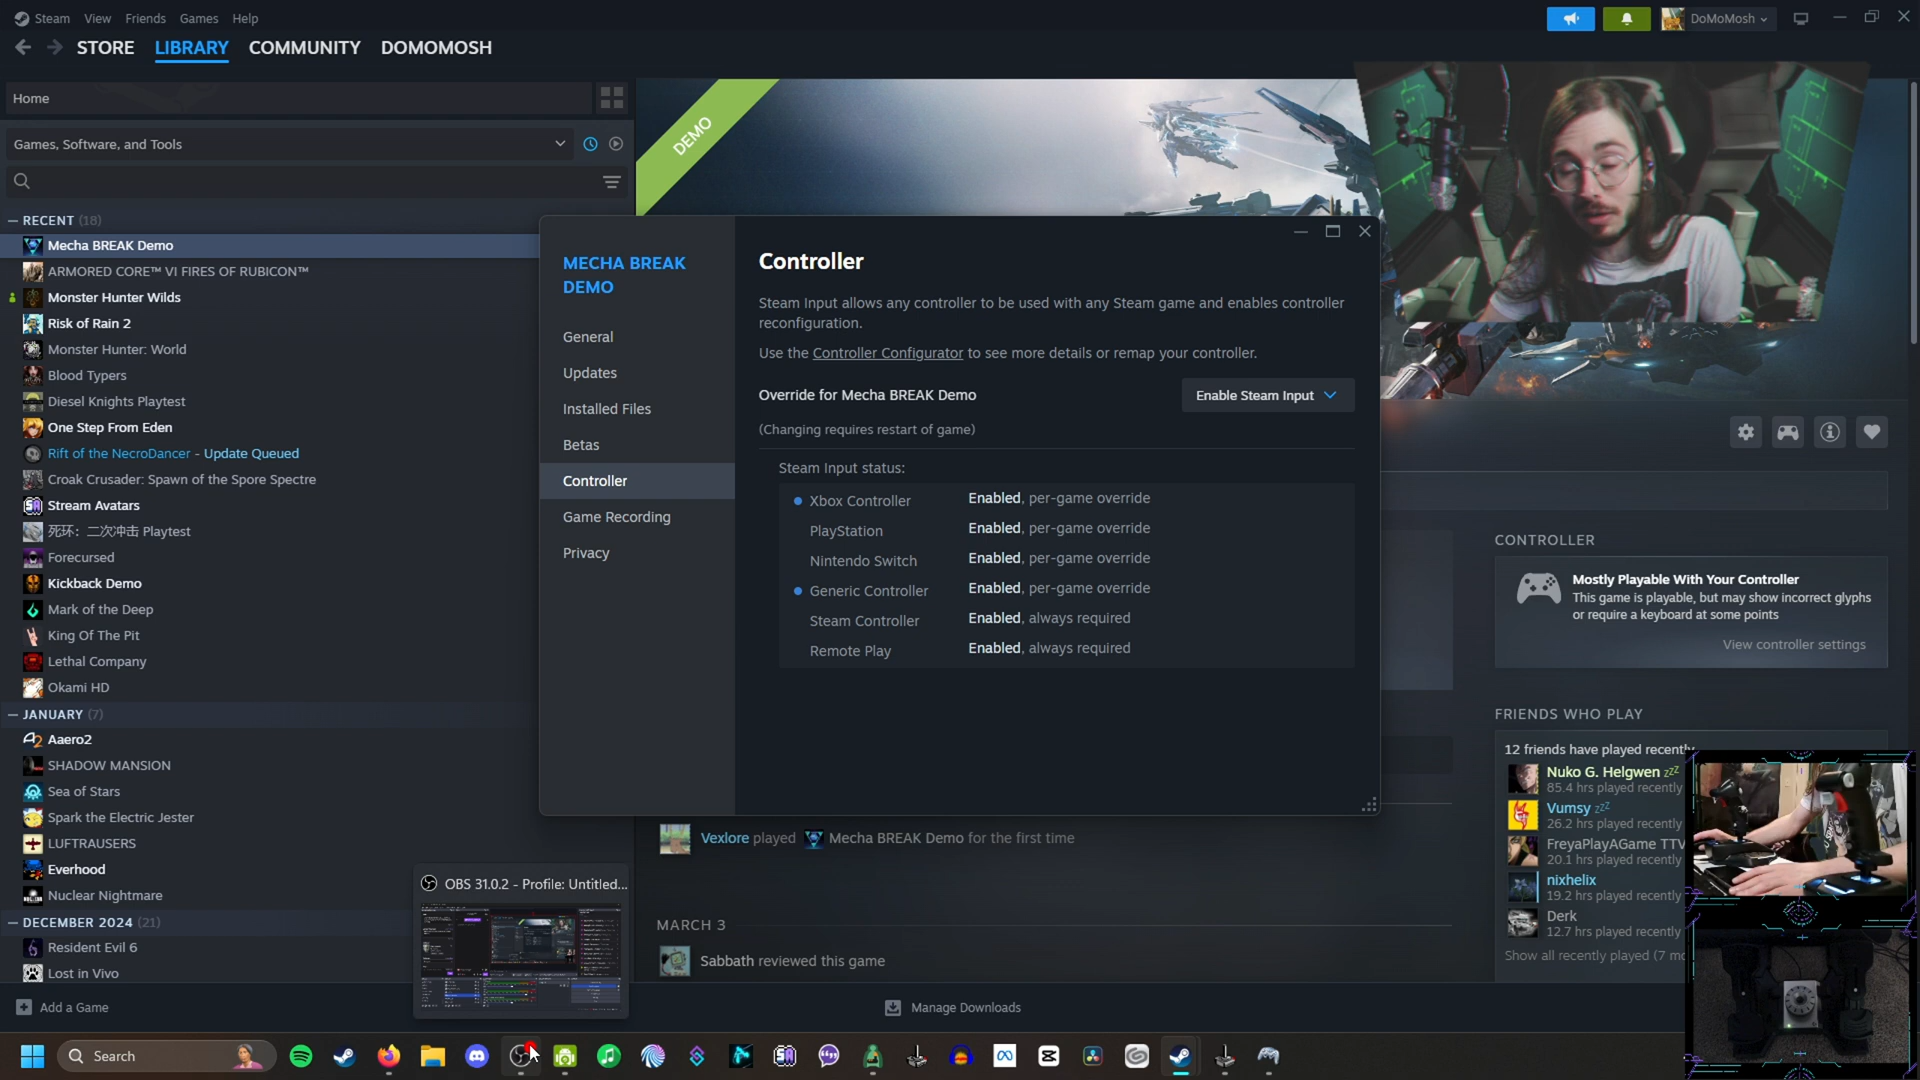 Steam View Friends Games Help
DoMoMosh
STORE LIBRARY COMMUNITY DOMOMOSH
Home
Games, Software, and Tools
DEMO
— RECENT (18)
Mecha BREAK Demo
ARMORED CORE™ VI FIRES OF RUBICON™
Monster Hunter Wilds
Risk of Rain 2
Monster Hunter: World
Blood Typers
Diesel Knights Playtest
One Step From Eden
Rift of the NecroDancer - Update Queued
Croak Crusader: Spawn of the Spore Spectre
Stream Avatars
死环：二次冲击 Playtest
Forecursed
Kickback Demo
Mark of the Deep
King Of The Pit
Lethal Company
Okami HD
— JANUARY (7)
Aaero2
SHADOW MANSION
Sea of Stars
Spark the Electric Jester
LUFTRAUSERS
Everhood
Nuclear Nightmare
— DECEMBER 2024 (21)
Resident Evil 6
Lost in Vivo
Add a Game
MECHA BREAK
DEMO
General
Updates
Installed Files
Betas
Controller
Game Recording
Privacy
Controller
Steam Input allows any controller to be used with any Steam game and enables controller
reconfiguration.
Use the Controller Configurator to see more details or remap your controller.
Override for Mecha BREAK Demo
Enable Steam Input
(Changing requires restart of game)
Steam Input status:
Xbox Controller Enabled, per-game override
PlayStation Enabled, per-game override
Nintendo Switch Enabled, per-game override
Generic Controller Enabled, per-game override
Steam Controller Enabled, always required
Remote Play Enabled, always required
Vexlore played Mecha BREAK Demo for the first time
MARCH 3
Sabbath reviewed this game
Manage Downloads
CONTROLLER
Mostly Playable With Your Controller
This game is playable, but may show incorrect glyphs
or require a keyboard at some points
View controller settings
FRIENDS WHO PLAY
12 friends have played recently
Nuko G. Helgwen zzZ
85.4 hrs played recently
Vumsy zzZ
26.2 hrs played recently
FreyaPlayAGame TTV
20.1 hrs played recently
nixhelix
19.2 hrs played recently
Derk
12.7 hrs played recently
Show all recently played (7 mo
OBS 31.0.2 - Profile: Untitled...
Search